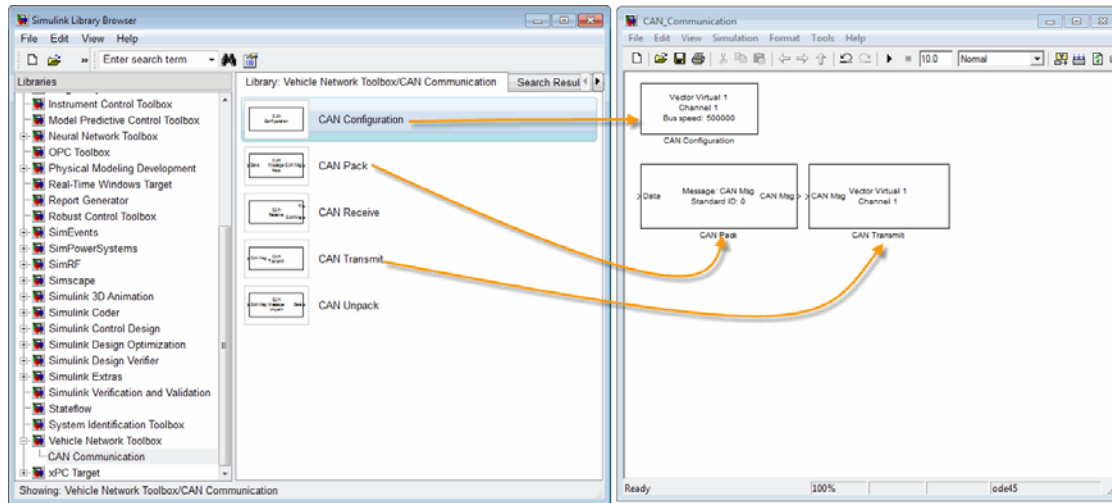 Simulink Library Browser
File Edit View Help
» Enter search term
Libraries
Instrument Control Toolbox
Model Predictive Control Toolbox
Neural Network Toolbox
OPC Toolbox
Physical Modeling Development
Real-Time Windows Target
Report Generator
Robust Control Toolbox
SimEvents
SimPowerSystems
SimRF
Simscape
Simulink 3D Animation
Simulink Coder
Simulink Control Design
Simulink Design Optimization
Simulink Design Verifier
Simulink Extras
Simulink Verification and Validation
Stateflow
System Identification Toolbox
Vehicle Network Toolbox
CAN Communication
xPC Target
Showing: Vehicle Network Toolbox/CAN Communication
Library: Vehicle Network Toolbox/CAN Communication Search Resul
CAN Configuration
CAN Pack
CAN Receive
CAN Transmit
CAN Unpack
CAN_Communication
File Edit View Simulation Format Tools Help
10.0 Normal
Vector Virtual 1
Channel 1
Bus speed: 500000
CAN Configuration
Data
Message: CAN Msg
Standard ID: 0
CAN Msg
CAN Pack
CAN Msg
Vector Virtual 1
Channel 1
CAN Transmit
Ready 100% ode45